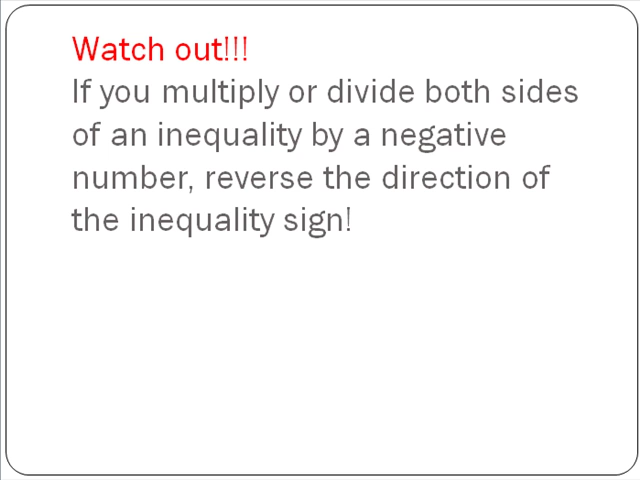 Watch out!!!
If you multiply or divide both sides
of an inequality by a negative
number, reverse the direction of
the inequality sign!